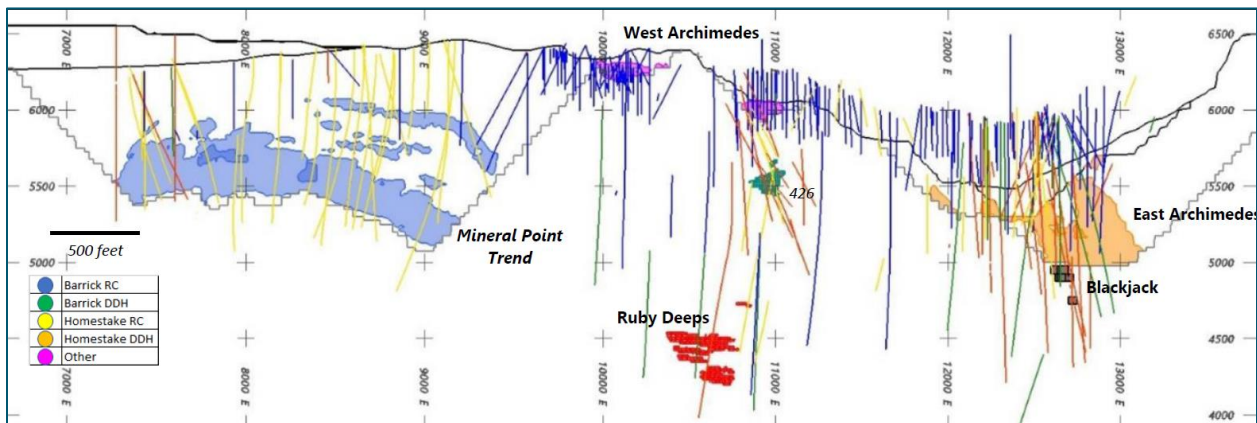 West Archimedes
7000 E
8000 E
9000 E
10000 E
11000 E
12000 E
13000 E
6500
6000
6000
5500
5500
426
East Archimedes
Mineral Point
Trend
500 feet
5000
5000
Blackjack
Barrick RC
Barrick DDH
Homestake RC
Homestake DDH
Other
Ruby Deeps
4500
4000
7000 E
8000 E
9000 E
10000 E
11000 E
12000 E
13000 E